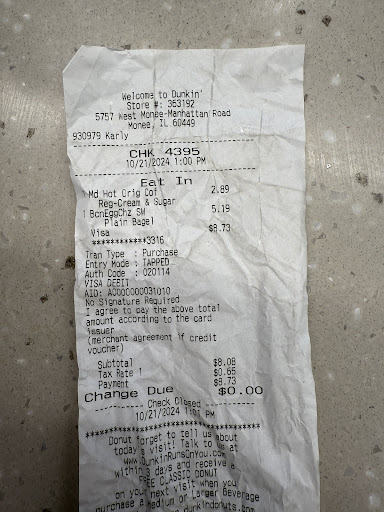 Welcome to Dunkin'
Store #: 353192
5757 West Monee-Manhattan Road
Monee, IL 60449
930979 Karly
CHK 4395
10/21/2024 1:00 PM
Eat In
1 Md Hot Orig Cof 2.89
Reg-Cream & Sugar
1 BcnEggChz SW 5.19
Plain Bagel
Visa $8.73
************3316
Tran Type : Purchase
Entry Mode : TAPPED
Auth Code : 020114
VISA DEBIT
AID: A0000000031010
No Signature Required
I agree to pay the above total
amount according to the card
issuer
(merchant agreement if credit
voucher)
Subtotal $8.08
Tax Rate 1 $0.65
Payment $8.73
Change Due $0.00
---- Check Closed ----
10/21/2024 1:01 PM
Donut forget to tell us about
today's visit! Talk to us at
www.DunkinRunsOnYou.com
within 3 days and receive a
FREE CLASSIC DONUT
on your next visit when you
purchase a medium or larger beverage
dunkindonuts.com